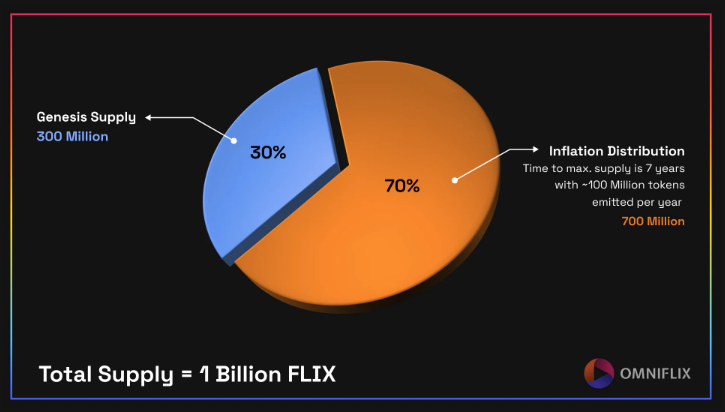 Genesis Supply
300 Million
30%
70%
Inflation Distribution
Time to max. supply is 7 years
with ~100 Million tokens
emitted per year
700 Million
Total Supply = 1 Billion FLIX
OMNIFLIX